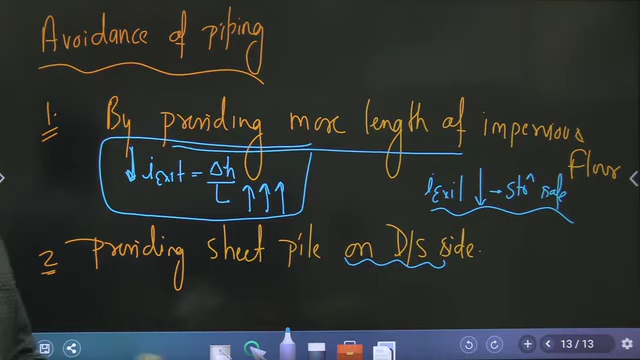 Avoidance of piping
1. By providing more length of impervious
floor
↓ iExit = Δh/L ↑↑↑
iExit ↓ → strⁿ safe
2. Providing sheet pile on D/S side.
13 / 13